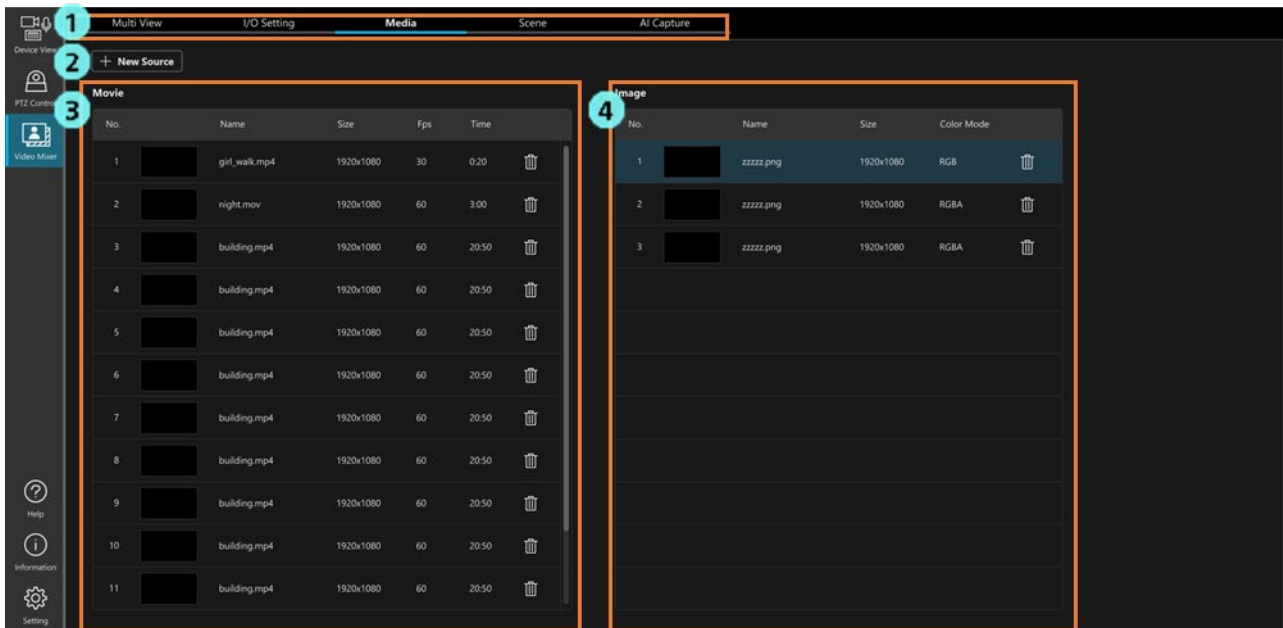 1 Multi View I/O Setting Media Scene AI Capture
Device View
2 + New Source
PTZ Control
Video Mixer
Help
Information
Setting
3 Movie
No. Name Size Fps Time
1 girl_walk.mp4 1920x1080 30 0:20
2 night.mov 1920x1080 60 3:00
3 building.mp4 1920x1080 60 20:50
4 building.mp4 1920x1080 60 20:50
5 building.mp4 1920x1080 60 20:50
6 building.mp4 1920x1080 60 20:50
7 building.mp4 1920x1080 60 20:50
8 building.mp4 1920x1080 60 20:50
9 building.mp4 1920x1080 60 20:50
10 building.mp4 1920x1080 60 20:50
11 building.mp4 1920x1080 60 20:50
4 Image
No. Name Size Color Mode
1 zzzzz.png 1920x1080 RGB
2 zzzzz.png 1920x1080 RGBA
3 zzzzz.png 1920x1080 RGBA